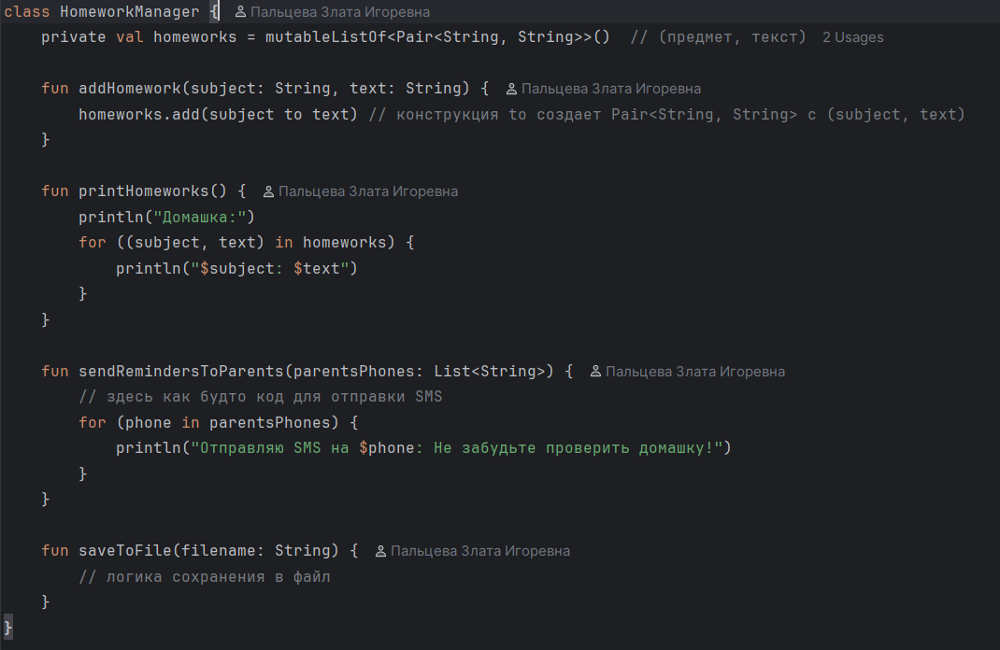 class HomeworkManager { Пальцева Злата Игоревна
    private val homeworks = mutableListOf<Pair<String, String>>()  // (предмет, текст)  2 Usages
    fun addHomework(subject: String, text: String) { Пальцева Злата Игоревна
        homeworks.add(subject to text) // конструкция to создает Pair<String, String> с (subject, text)
    }
    fun printHomeworks() { Пальцева Злата Игоревна
        println("Домашка:")
        for ((subject, text) in homeworks) {
            println("$subject: $text")
        }
    }
    fun sendRemindersToParents(parentsPhones: List<String>) { Пальцева Злата Игоревна
        // здесь как будто код для отправки SMS
        for (phone in parentsPhones) {
            println("Отправляю SMS на $phone: Не забудьте проверить домашку!")
        }
    }
    fun saveToFile(filename: String) { Пальцева Злата Игоревна
        // логика сохранения в файл
    }
}